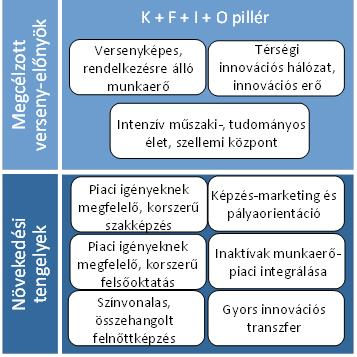 Megcélzott
verseny-előnyök
K + F + I + O pillér
Versenyképes,
rendelkezésre álló
munkaerő
Térségi
innovációs hálózat,
innovációs erő
Intenzív műszaki-, tudományos
élet, szellemi központ
Növekedési
tengelyek
Piaci igényeknek
megfelelő, korszerű
szakképzés
Képzés-marketing és
pályaorientáció
Piaci igényeknek
megfelelő, korszerű
felsőoktatás
Inaktívak munkaerő-
piaci integrálása
Színvonalas,
összehangolt
felnőttképzés
Gyors innovációs
transzfer